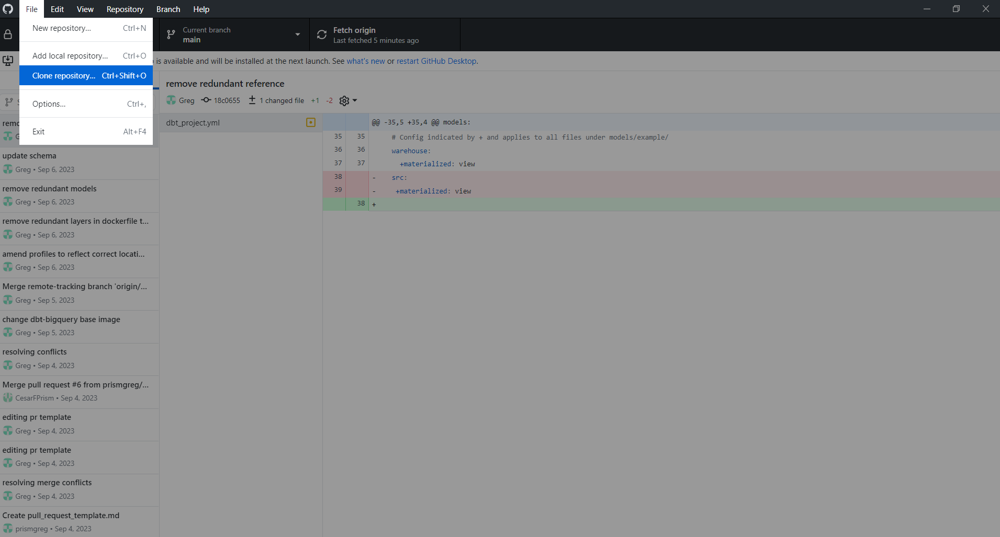 File Edit View Repository Branch Help
New repository... Ctrl+N
Add local repository... Ctrl+O
Clone repository... Ctrl+Shift+O
Options... Ctrl+,
Exit Alt+F4
Current branch
main
Fetch origin
Last fetched 5 minutes ago
is available and will be installed at the next launch. See what's new or restart GitHub Desktop.
remove redundant reference
Greg 18c0655 1 changed file +1 -2
dbt_project.yml
@@ -35,5 +35,4 @@ models:
35 35 # Config indicated by + and applies to all files under models/example/
36 36 warehouse:
37 37 +materialized: view
38 - src:
39 - +materialized: view
38 +
remo
G
update schema
Greg • Sep 6, 2023
remove redundant models
Greg • Sep 6, 2023
remove redundant layers in dockerfile t...
Greg • Sep 6, 2023
amend profiles to reflect correct locati...
Greg • Sep 6, 2023
Merge remote-tracking branch 'origin/...
Greg • Sep 5, 2023
change dbt-bigquery base image
Greg • Sep 5, 2023
resolving conflicts
Greg • Sep 4, 2023
Merge pull request #6 from prismgreg/...
CesarFPrism • Sep 4, 2023
editing pr template
Greg • Sep 4, 2023
editing pr template
Greg • Sep 4, 2023
resolving merge conflicts
Greg • Sep 4, 2023
Create pull_request_template.md
prismgreg • Sep 4, 2023